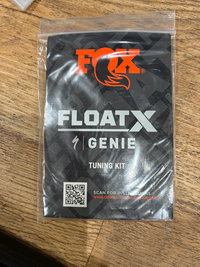 FOX
FLOAT X
GENIE
TUNING KIT
SCAN FOR